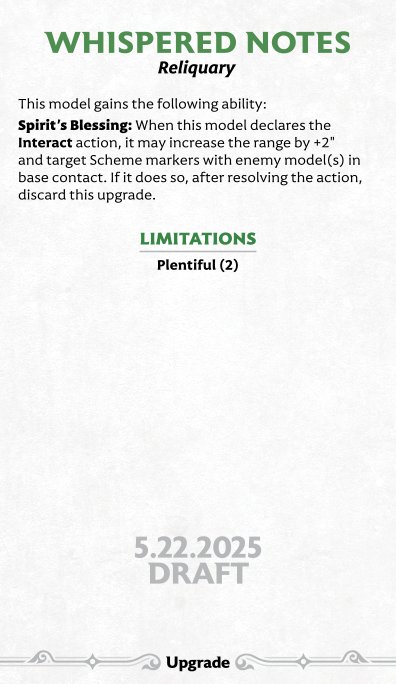 WHISPERED NOTES
Reliquary
This model gains the following ability:
Spirit's Blessing: When this model declares the
Interact action, it may increase the range by +2"
and target Scheme markers with enemy model(s) in
base contact. If it does so, after resolving the action,
discard this upgrade.
LIMITATIONS
Plentiful (2)
5.22.2025
DRAFT
Upgrade